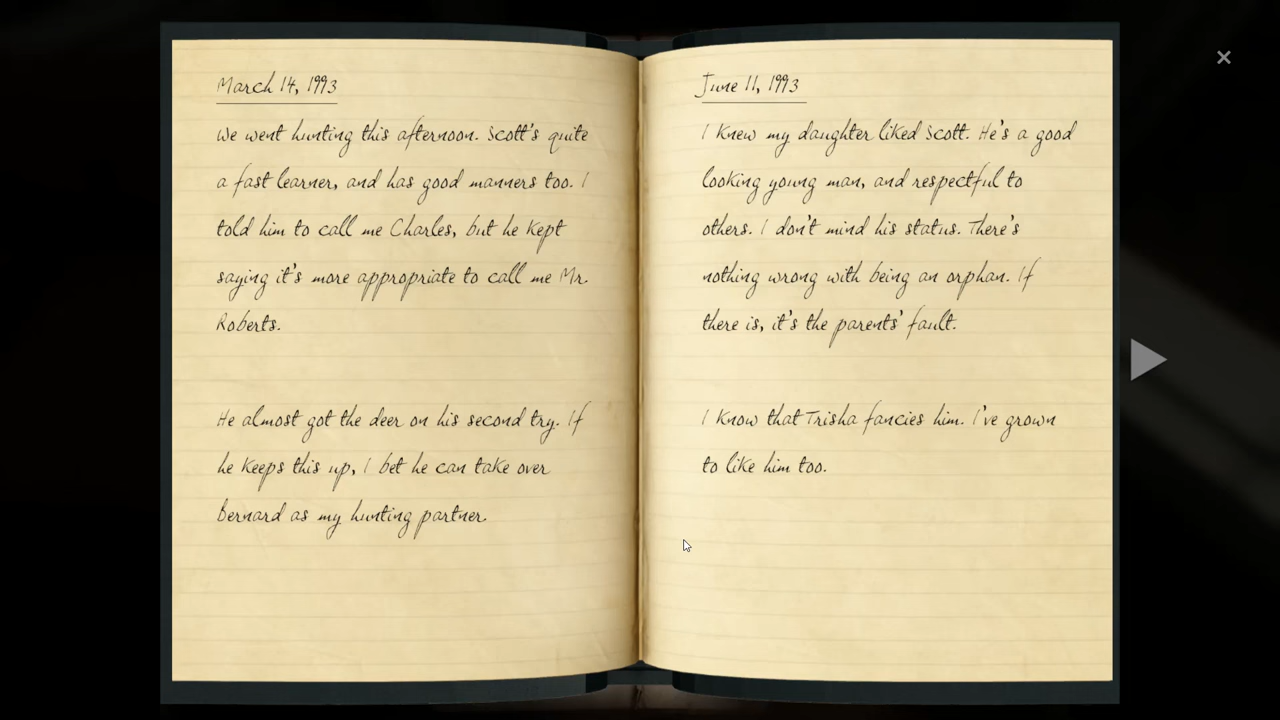 March 14, 1993
We went hunting this afternoon. Scott's quite
a fast learner, and has good manners too. I
told him to call me Charles, but he kept
saying it's more appropriate to call me Mr.
Roberts.
He almost got the deer on his second try. If
he keeps this up, I bet he can take over
bernard as my hunting partner.
June 11, 1993
I knew my daughter liked Scott. He's a good
looking young man, and respectful to
others. I don't mind his status. There's
nothing wrong with being an orphan. If
there is, it's the parents' fault.
I know that Trisha fancies him. I've grown
to like him too.